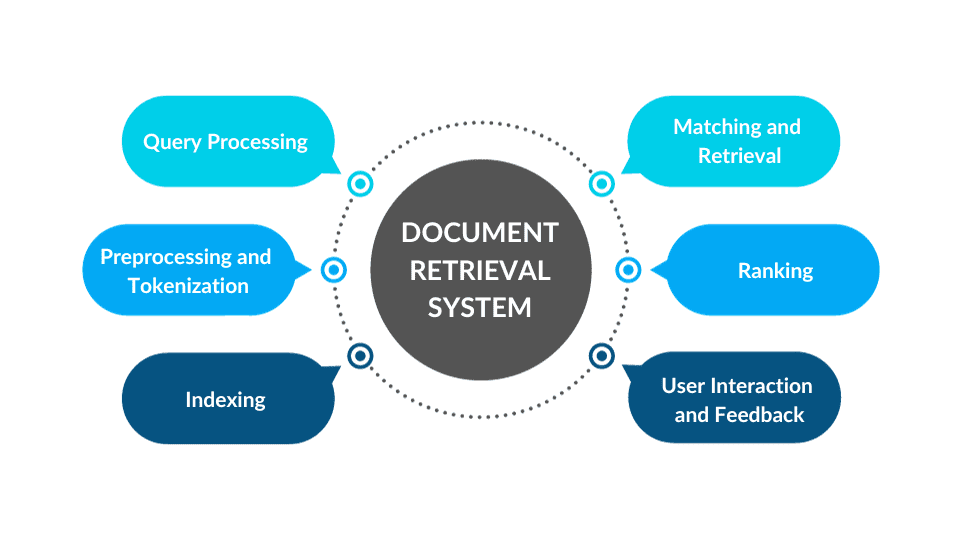 Query Processing
Preprocessing and
Tokenization
Indexing
DOCUMENT
RETRIEVAL
SYSTEM
Matching and
Retrieval
Ranking
User Interaction
and Feedback